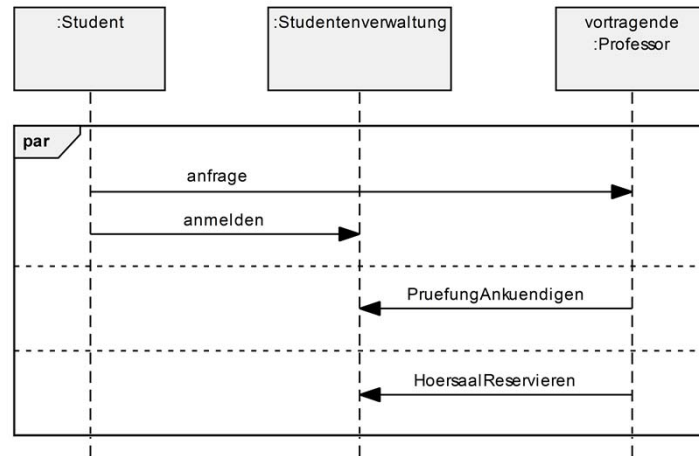 :Student
:Studentenverwaltung
vortragende
:Professor
par
anfrage
anmelden
PruefungAnkuendigen
HoersaalReservieren